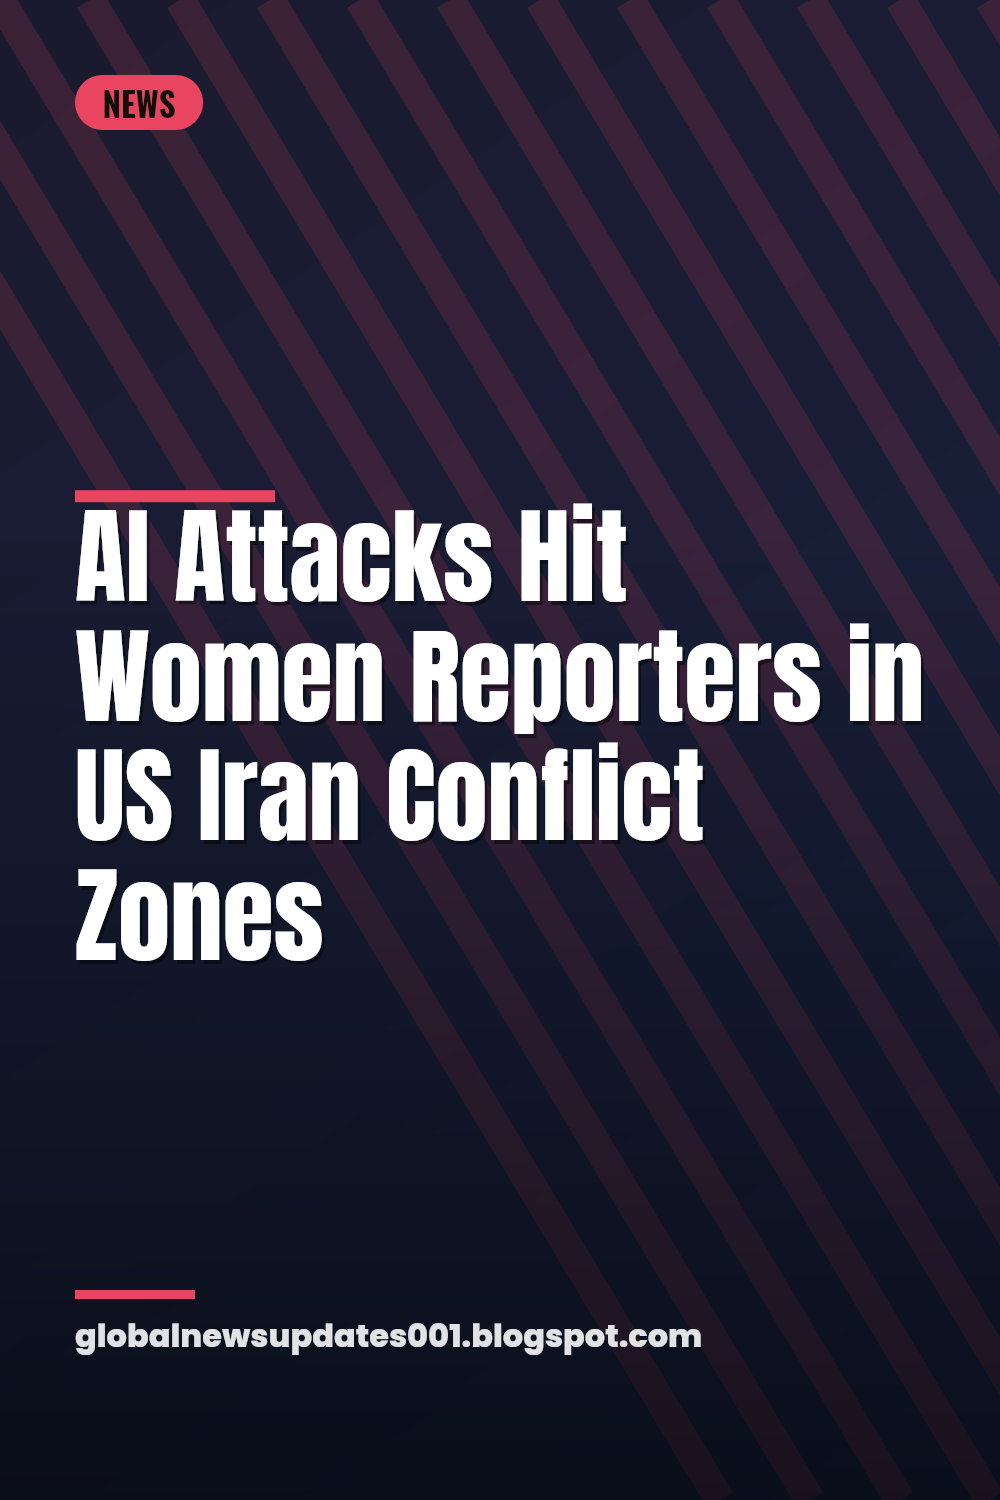 NEWS
AI Attacks Hit
Women Reporters in
US Iran Conflict
Zones
globalnewsupdates001.blogspot.com